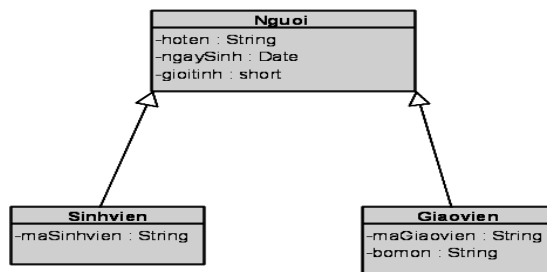 Nguoi
-hoten : String
-ngaySinh : Date
-gioitinh : short
Sinhvien
-maSinhvien : String
Giaovien
-maGiaovien : String
-bomon : String